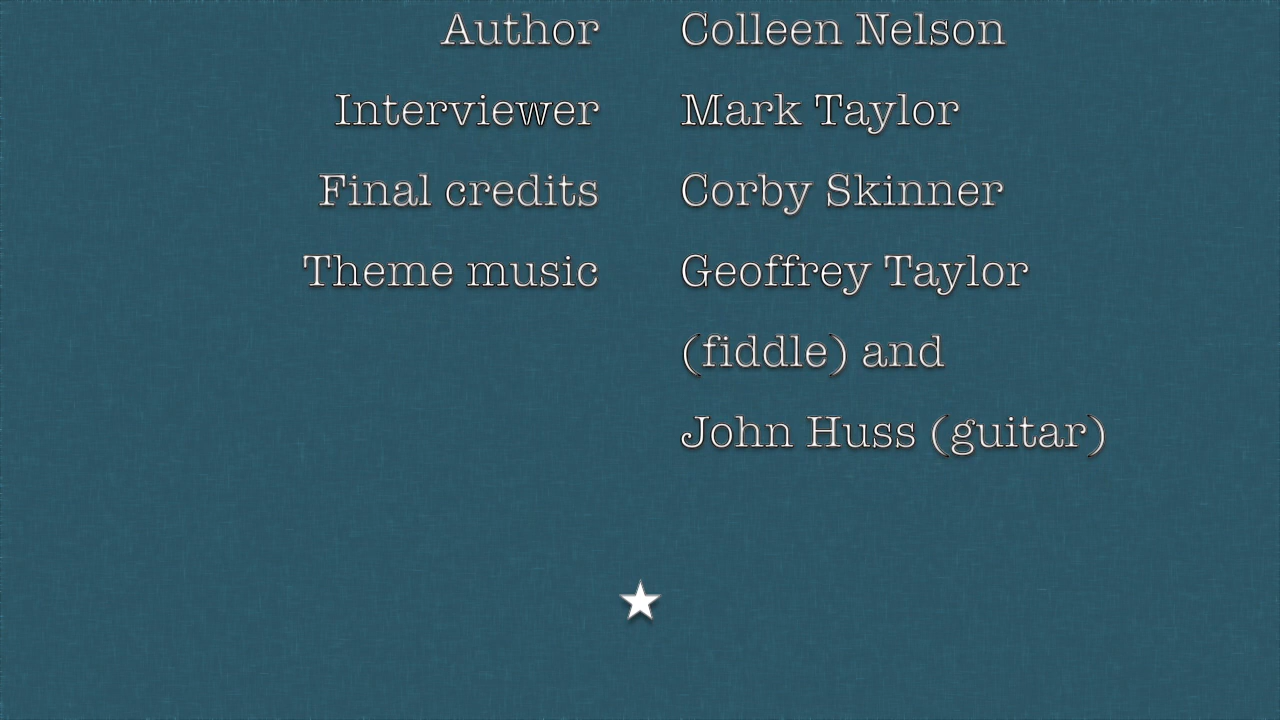 Author Colleen Nelson
Interviewer Mark Taylor
Final credits Corby Skinner
Theme music Geoffrey Taylor
(fiddle) and
John Huss (guitar)